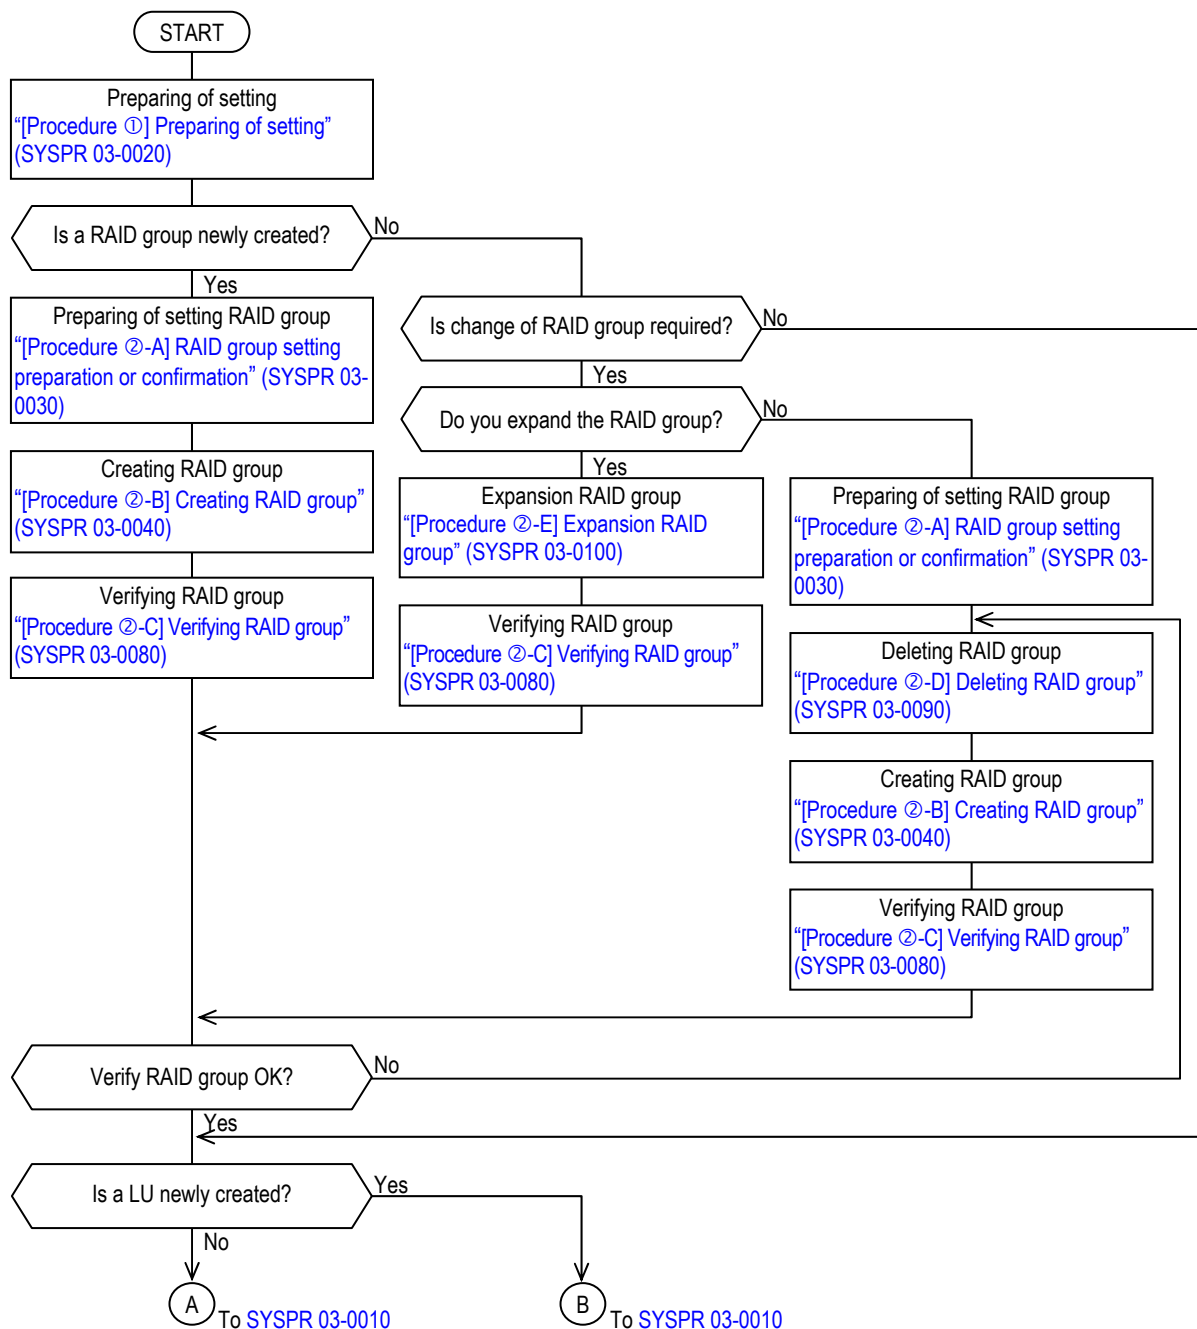 START
Preparing of setting
“[Procedure ①] Preparing of setting”
(SYSPR 03-0020)
Is a RAID group newly created?
No
Yes
Preparing of setting RAID group
“[Procedure ②-A] RAID group setting
preparation or confirmation” (SYSPR 03-
0030)
Is change of RAID group required?
No
Yes
Do you expand the RAID group?
No
Yes
Creating RAID group
“[Procedure ②-B] Creating RAID group”
(SYSPR 03-0040)
Expansion RAID group
“[Procedure ②-E] Expansion RAID
group” (SYSPR 03-0100)
Preparing of setting RAID group
“[Procedure ②-A] RAID group setting
preparation or confirmation” (SYSPR 03-
0030)
Verifying RAID group
“[Procedure ②-C] Verifying RAID group”
(SYSPR 03-0080)
Verifying RAID group
“[Procedure ②-C] Verifying RAID group”
(SYSPR 03-0080)
Deleting RAID group
“[Procedure ②-D] Deleting RAID group”
(SYSPR 03-0090)
Creating RAID group
“[Procedure ②-B] Creating RAID group”
(SYSPR 03-0040)
Verifying RAID group
“[Procedure ②-C] Verifying RAID group”
(SYSPR 03-0080)
Verify RAID group OK?
No
Yes
Is a LU newly created?
Yes
No
A
To SYSPR 03-0010
B
To SYSPR 03-0010